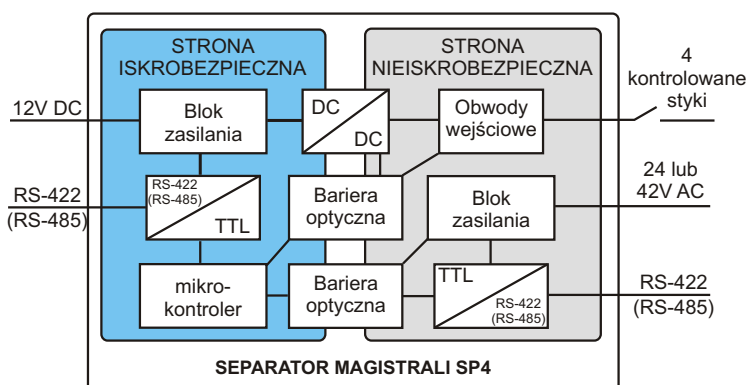 STRONA
ISKROBEZPIECZNA
STRONA
NIEISKROBEZPIECZNA
4
kontrolowane
styki
12V DC
Blok
zasilania
DC
DC
Obwody
wejściowe
24 lub
42V AC
RS-422
(RS-485)
RS-422
(RS-485)
TTL
Bariera
optyczna
Blok
zasilania
mikro-
kontroler
Bariera
optyczna
TTL
RS-422
(RS-485)
RS-422
(RS-485)
SEPARATOR MAGISTRALI SP4